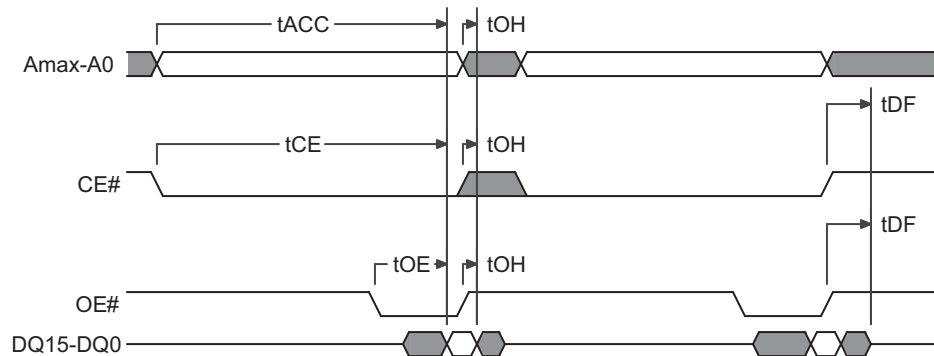 tACC tOH
Amax-A0
tDF
tCE tOH
CE#
tDF
tOE tOH
OE#
DQ15-DQ0